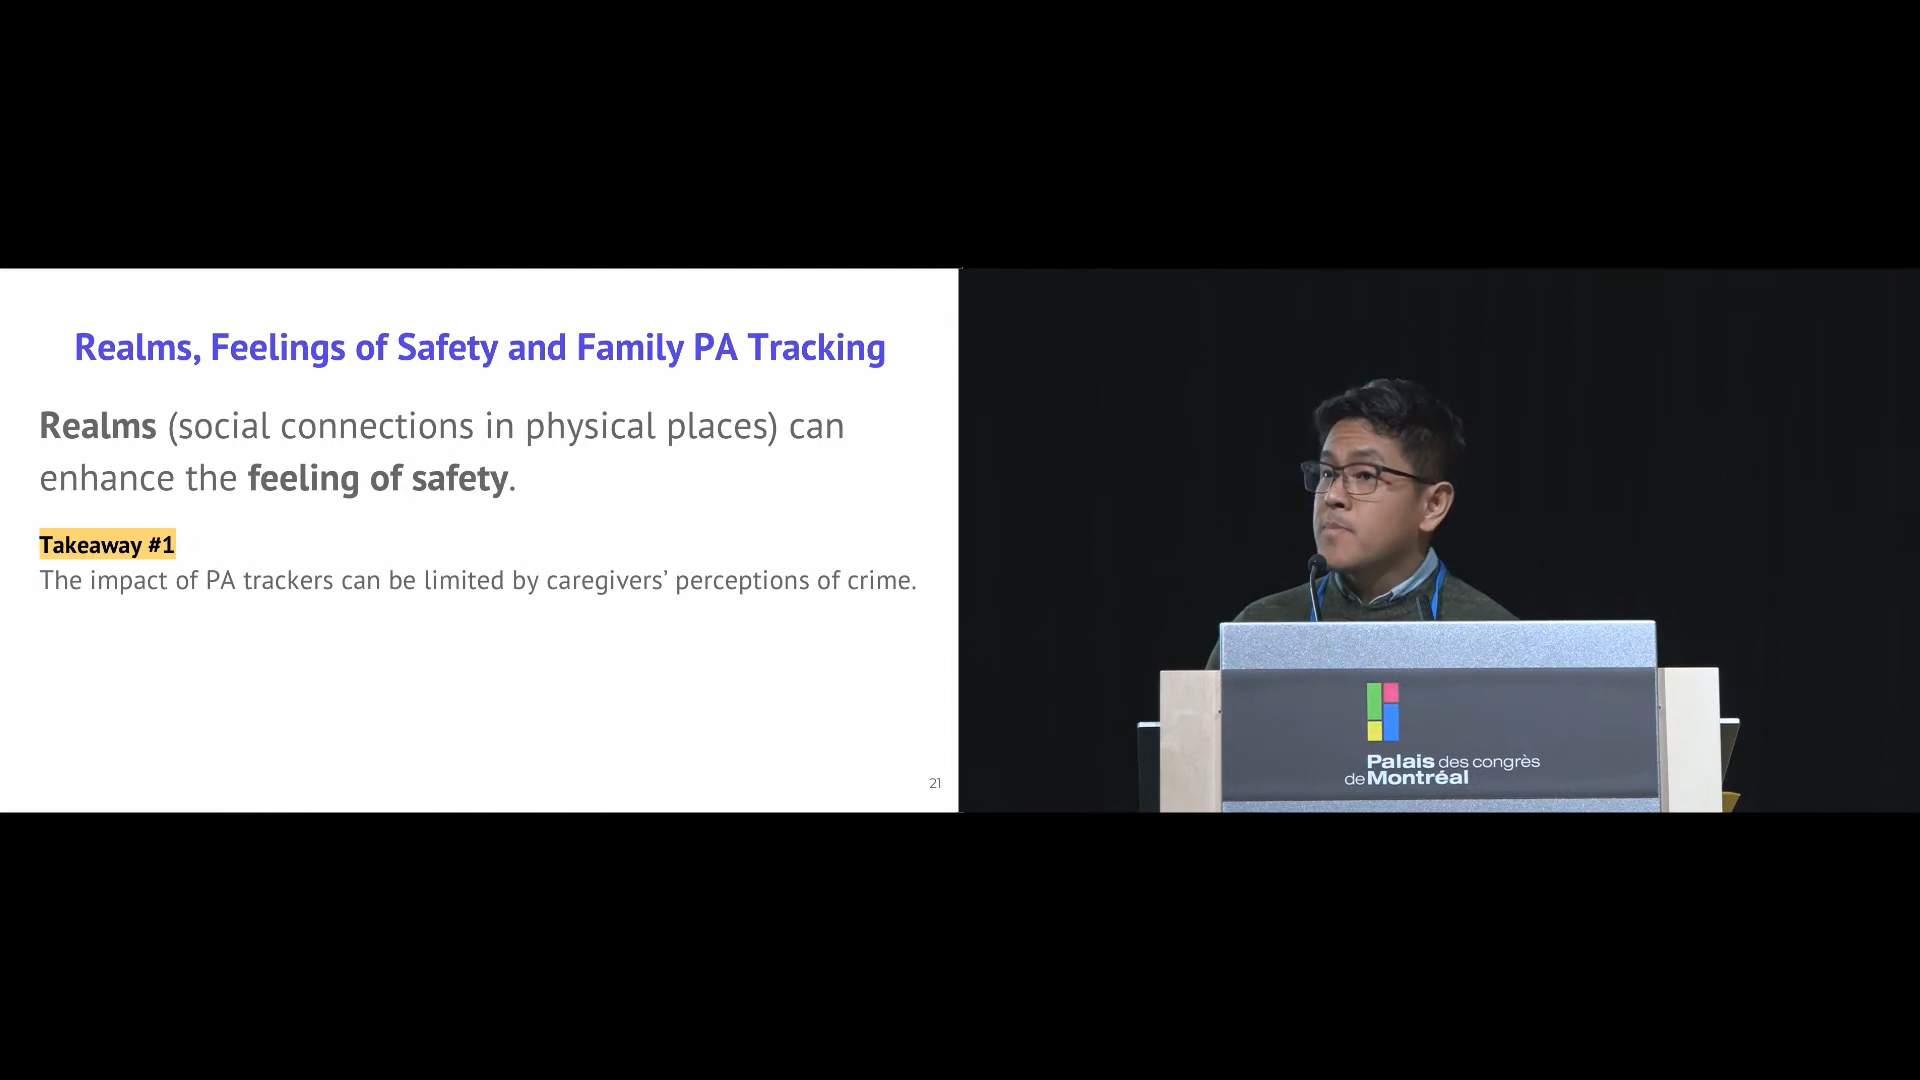 Realms, Feelings of Safety and Family PA Tracking
Realms (social connections in physical places) can
enhance the feeling of safety.
Takeaway #1
The impact of PA trackers can be limited by caregivers’ perceptions of crime.
21
Palais des congrès
de Montréal